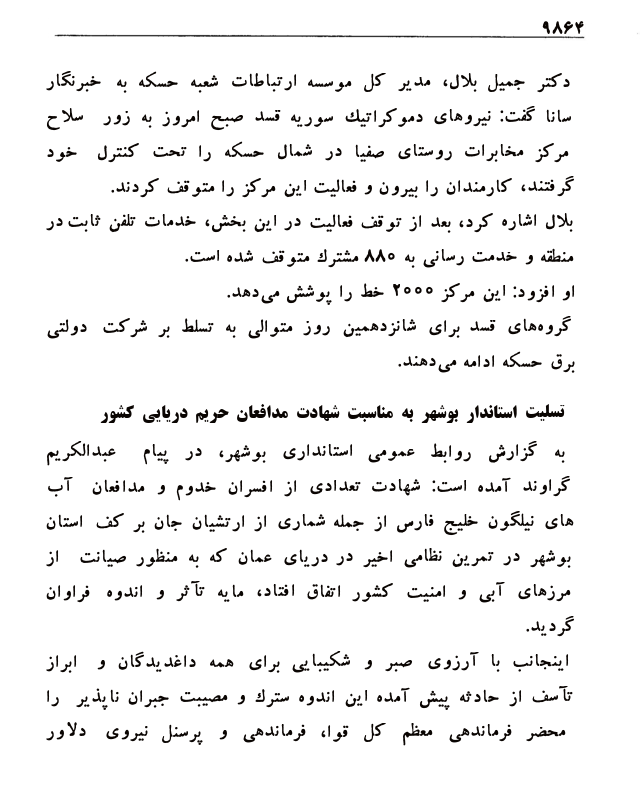 ۹۸۶۴
دکتر جمیل بلال، مدیر کل موسسه ارتباطات شعبه حسکه به خبرنگار
سانا گفت: نیروهای دموکراتیك سوریه قسد صبح امروز به زور سلاح
مرکز مخابرات روستای صفیا در شمال حسکه را تحت کنترل خود
گرفتند، کارمندان را بیرون و فعالیت این مرکز را متوقف کردند.
بلال اشاره کرد، بعد از توقف فعالیت در این بخش، خدمات تلفن ثابت در
منطقه و خدمت رسانی به ۸۸۰ مشترك متوقف شده است.
او افزود: این مرکز ۲۰۰۰ خط را پوشش می‌دهد.
گروه‌های قسد برای شانزدهمین روز متوالی به تسلط بر شرکت دولتی
برق حسکه ادامه می‌دهند.
تسلیت استاندار بوشهر به مناسبت شهادت مدافعان حریم دریایی کشور
به گزارش روابط عمومی استانداری بوشهر، در پیام عبدالکریم
گراوند آمده است: شهادت تعدادی از افسران خدوم و مدافعان آب
های نیلگون خلیج فارس از جمله شماری از ارتشیان جان بر کف استان
بوشهر در تمرین نظامی اخیر در دریای عمان که به منظور صیانت از
مرزهای آبی و امنیت کشور اتفاق افتاد، مایه تآثر و اندوه فراوان
گردید.
اینجانب با آرزوی صبر و شکیبایی برای همه داغدیدگان و ابراز
تآسف از حادثه پیش آمده این اندوه سترك و مصیبت جبران ناپذیر را
محضر فرماندهی معظم کل قوا، فرماندهی و پرسنل نیروی دلاور